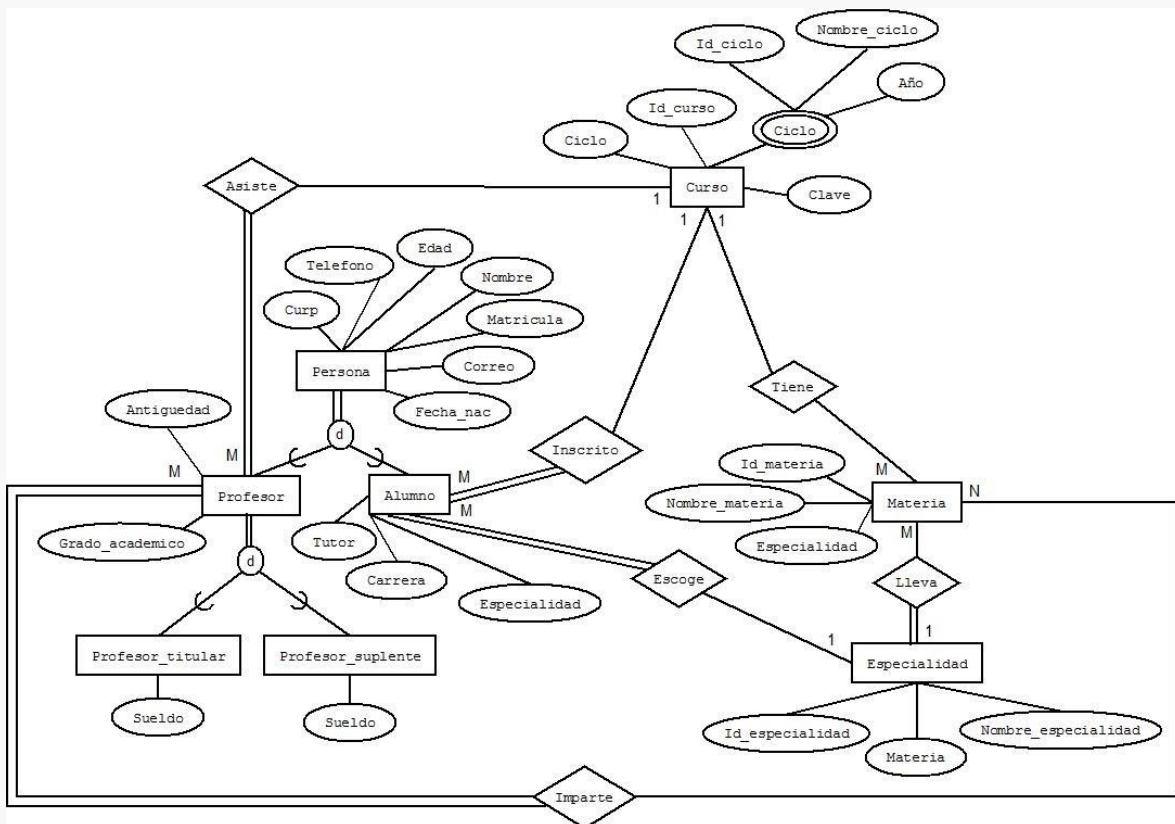 Nombre_ciclo
Id_ciclo
Año
Id_curso
Ciclo
Ciclo
Asiste
Curso
Clave
1
1
1
Edad
Telefono
Nombre
Curp
Matricula
Persona
Correo
Tiene
Fecha_nac
Antiguedad
d
Inscrito
M
M
M
Id_materia
M
N
Profesor
Alumno
Nombre_materia
Materia
M
M
Especialidad
Grado_academico
Tutor
d
Carrera
Escoge
Lleva
Especialidad
1
1
Profesor_titular
Profesor_suplente
Especialidad
Sueldo
Sueldo
Id_especialidad
Nombre_especialidad
Materia
Imparte